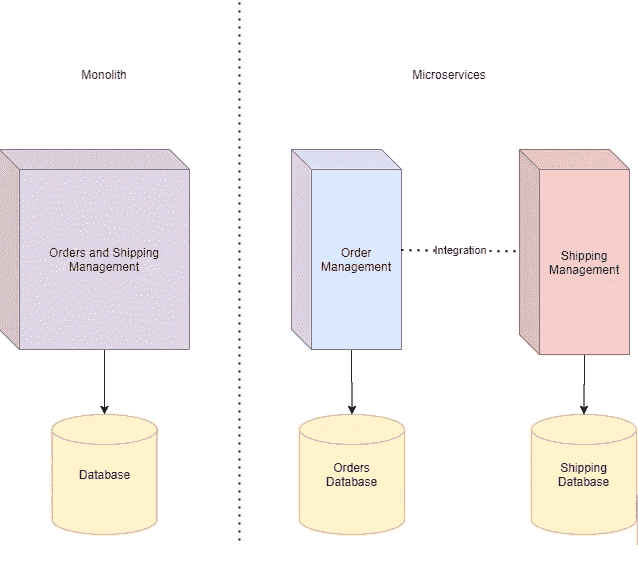 Monolith
Microservices
Orders and Shipping
Management
Order
Management
Integration
Shipping
Management
Database
Orders
Database
Shipping
Database